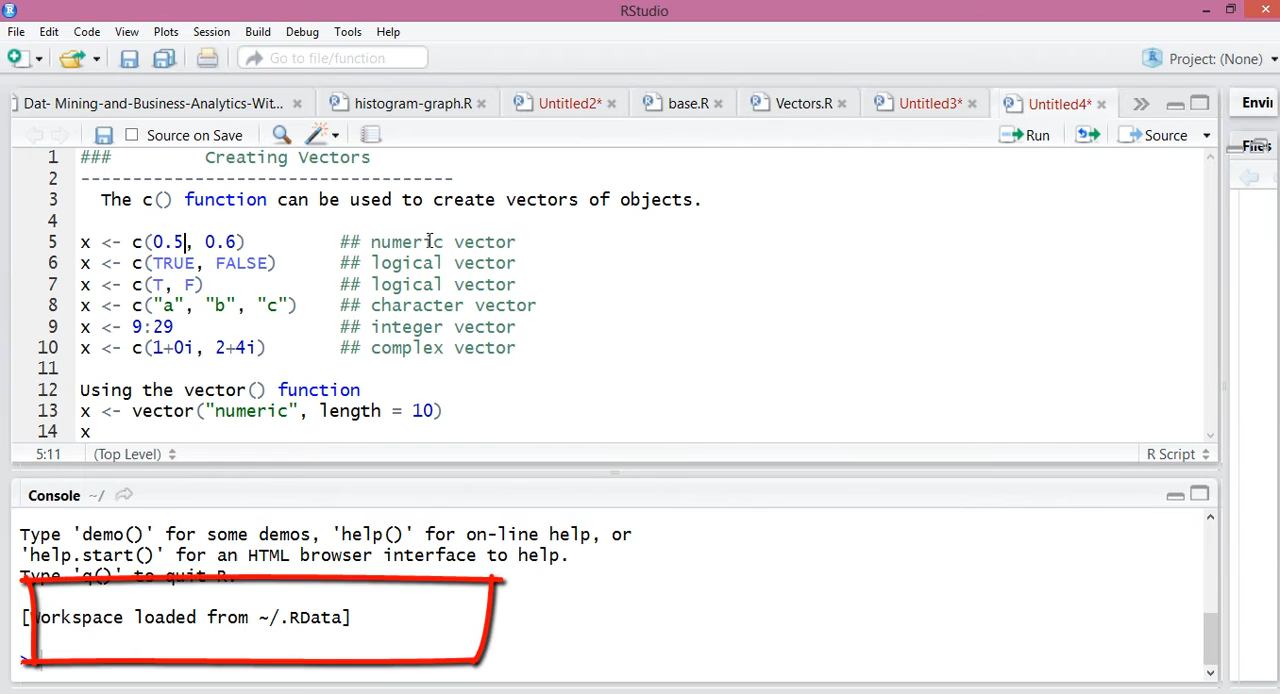 RStudio
File Edit Code View Plots Session Build Debug Tools Help
Go to file/function Project: (None)
Dat- Mining-and-Business-Analytics-Wit... histogram-graph.R Untitled2* base.R Vectors.R Untitled3* Untitled4* Envi
Source on Save Run Source Files
1 ### Creating Vectors
2 ------------------------------------
3 The c() function can be used to create vectors of objects.
4
5 x <- c(0.5, 0.6) ## numeric vector
6 x <- c(TRUE, FALSE) ## logical vector
7 x <- c(T, F) ## logical vector
8 x <- c("a", "b", "c") ## character vector
9 x <- 9:29 ## integer vector
10 x <- c(1+0i, 2+4i) ## complex vector
11
12 Using the vector() function
13 x <- vector("numeric", length = 10)
14 x
5:11 (Top Level) R Script
Console ~/
Type 'demo()' for some demos, 'help()' for on-line help, or
'help.start()' for an HTML browser interface to help.
Type 'q()' to quit R.
[Workspace loaded from ~/.RData]
>